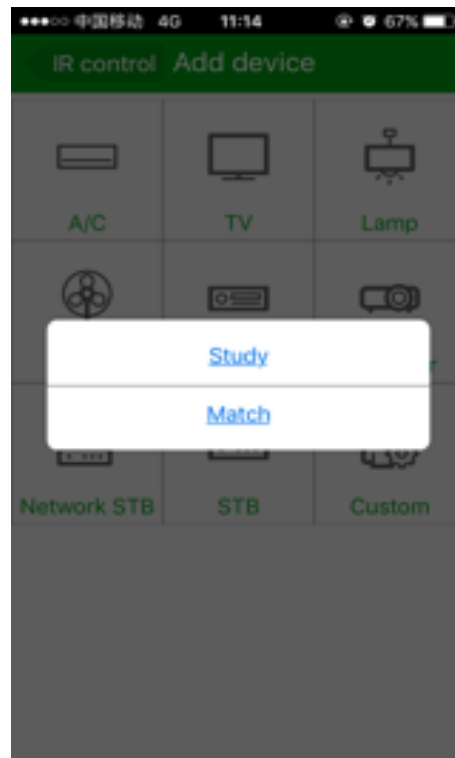 中国移动 4G 11:14 67%
IR control Add device
A/C TV Lamp
Study
Match
Network STB STB Custom